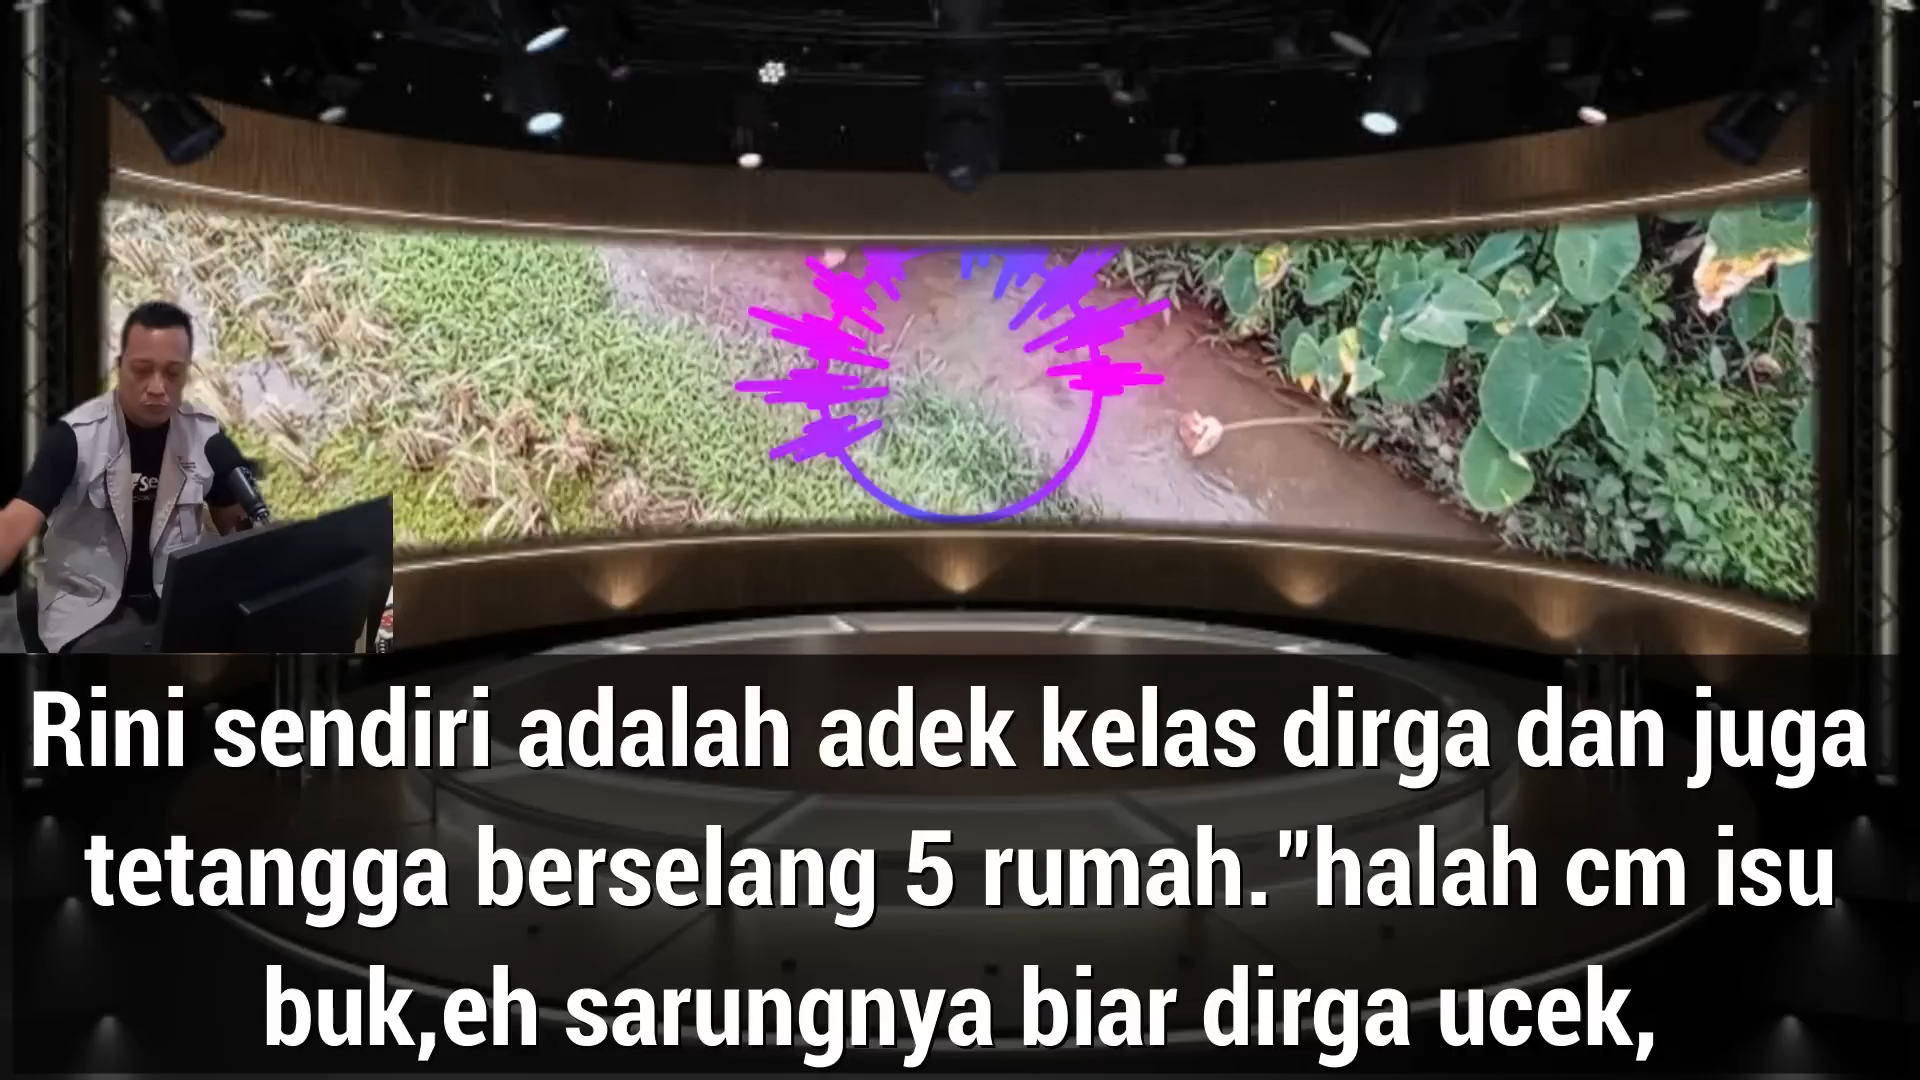 Rini sendiri adalah adek kelas dirga dan juga
tetangga berselang 5 rumah."halah cm isu
buk,eh sarungnya biar dirga ucek,